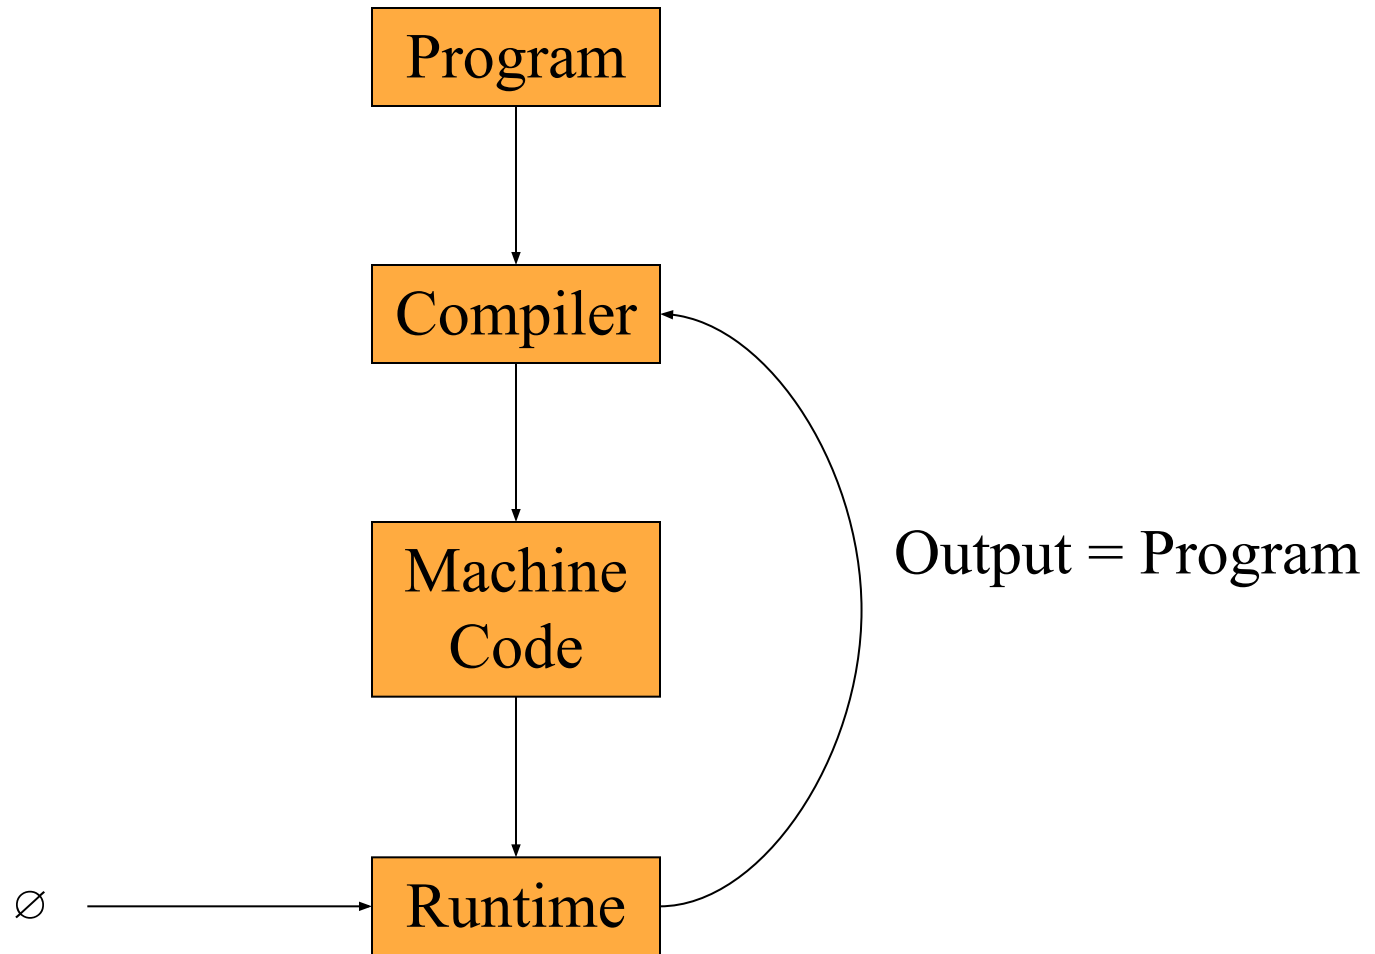 Program
Compiler
Machine
Code
Output = Program
∅
Runtime